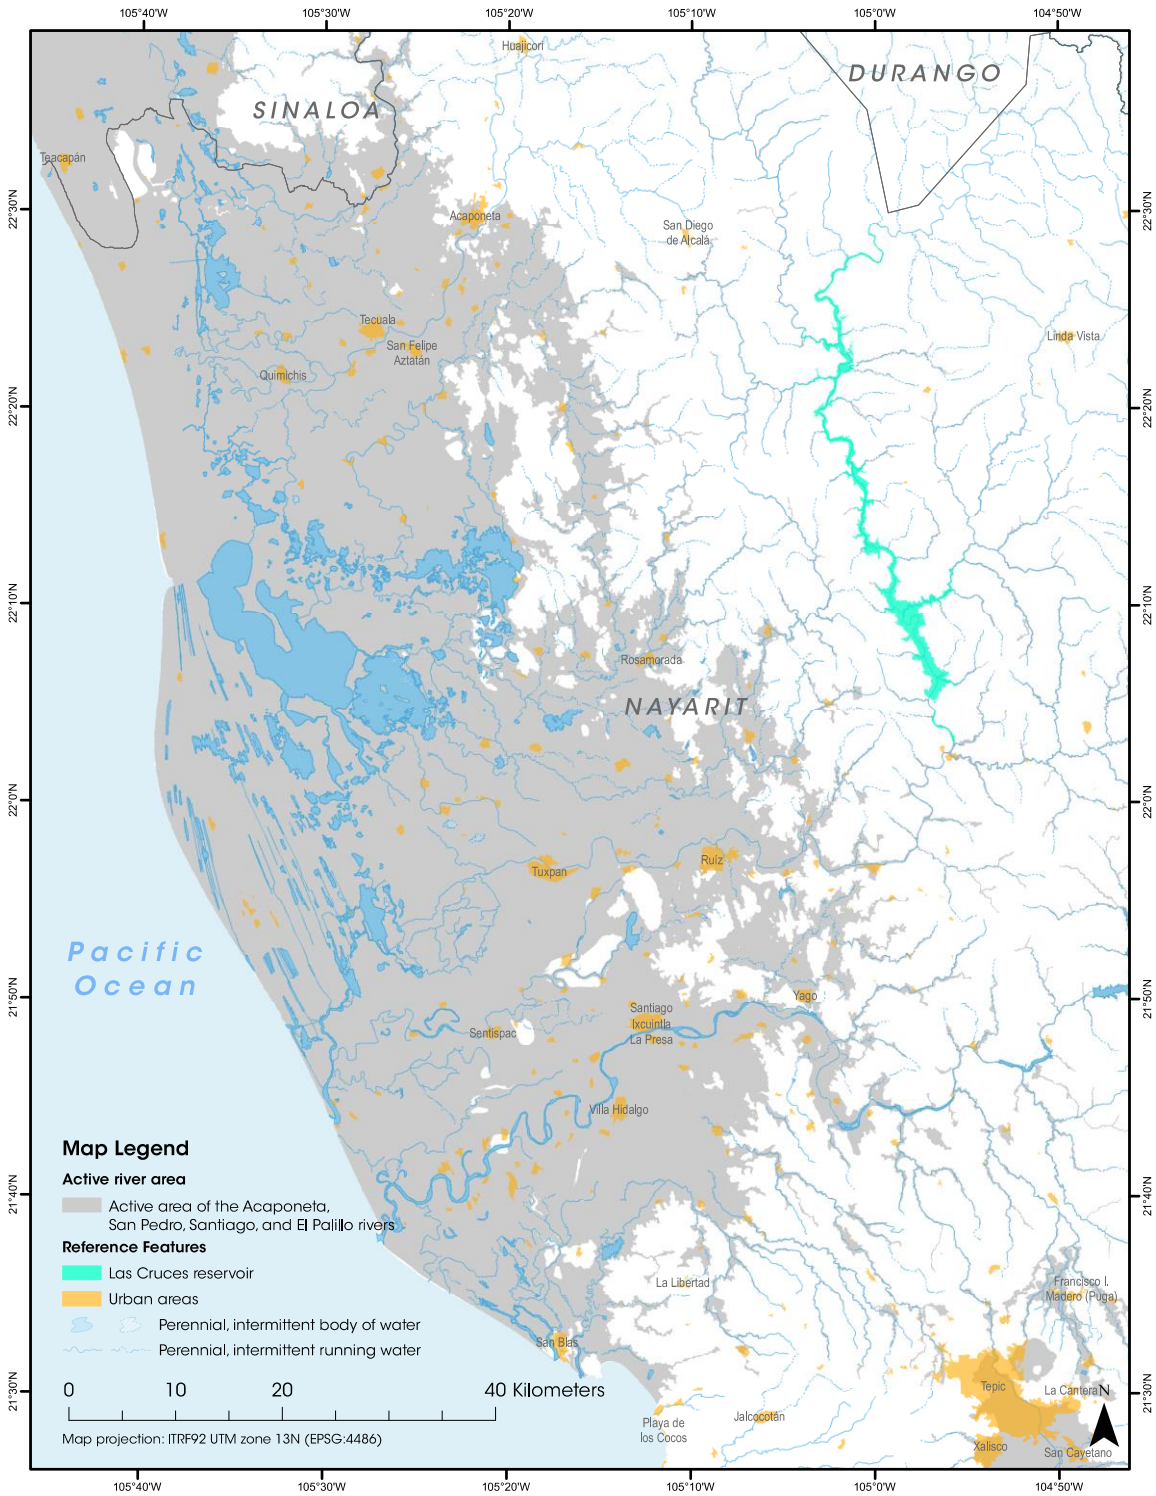 105°40'W
105°30'W
105°20'W
105°10'W
105°0'W
104°50'W
Huajicori
DURANGO
SINALOA
Teacapán
22°30'N
22°30'N
Acaponeta
San Diego
de Alcalá
Tecuala
San Felipe
Aztatán
Linda Vista
Quimichis
22°20'N
22°20'N
22°10'N
22°10'N
Rosamorada
NAYARIT
22°0'N
22°0'N
Tuxpan
Ruíz
Pacific
Ocean
21°50'N
21°50'N
Yago
Santiago
Ixcuintla
La Presa
Sentispac
Villa Hidalgo
Map Legend
Active river area
Active area of the Acaponeta,
San Pedro, Santiago, and El Palillo rivers
Reference Features
Las Cruces reservoir
Urban areas
Perennial, intermittent body of water
Perennial, intermittent running water
0 10 20 40 Kilometers
Map projection: ITRF92 UTM zone 13N (EPSG:4486)
21°40'N
21°40'N
La Libertad
Francisco I.
Madero (Puga)
San Blas
21°30'N
21°30'N
Tepic
La Cantera
N
Playa de
los Cocos
Jalcocotán
Xalisco
San Cayetano
105°40'W
105°30'W
105°20'W
105°10'W
105°0'W
104°50'W